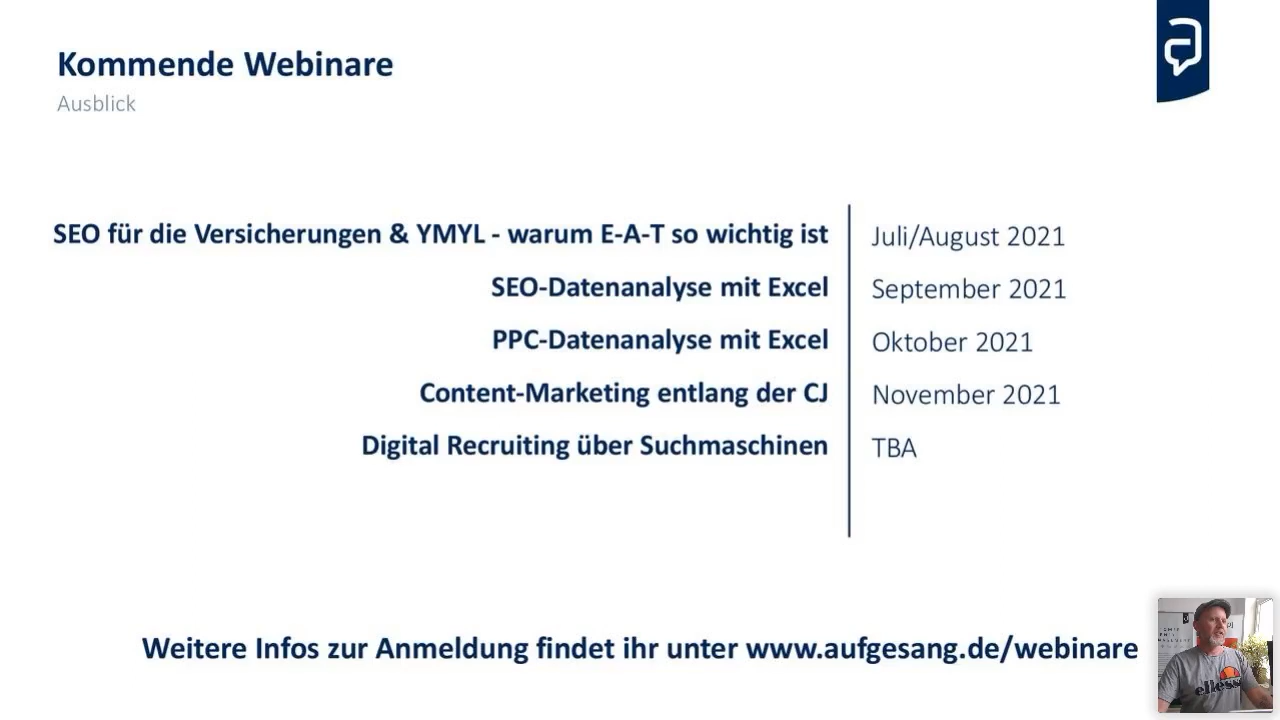 Kommende Webinare
Ausblick
SEO für die Versicherungen & YMYL - warum E-A-T so wichtig ist Juli/August 2021
SEO-Datenanalyse mit Excel September 2021
PPC-Datenanalyse mit Excel Oktober 2021
Content-Marketing entlang der CJ November 2021
Digital Recruiting über Suchmaschinen TBA
Weitere Infos zur Anmeldung findet ihr unter www.aufgesang.de/webinare